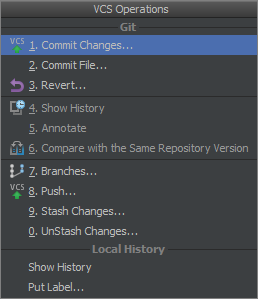 VCS Operations
Git
VCS 1. Commit Changes...
2. Commit File...
3. Revert...
4. Show History
5. Annotate
6. Compare with the Same Repository Version
7. Branches...
VCS 8. Push...
9. Stash Changes...
0. UnStash Changes...
Local History
Show History
Put Label...